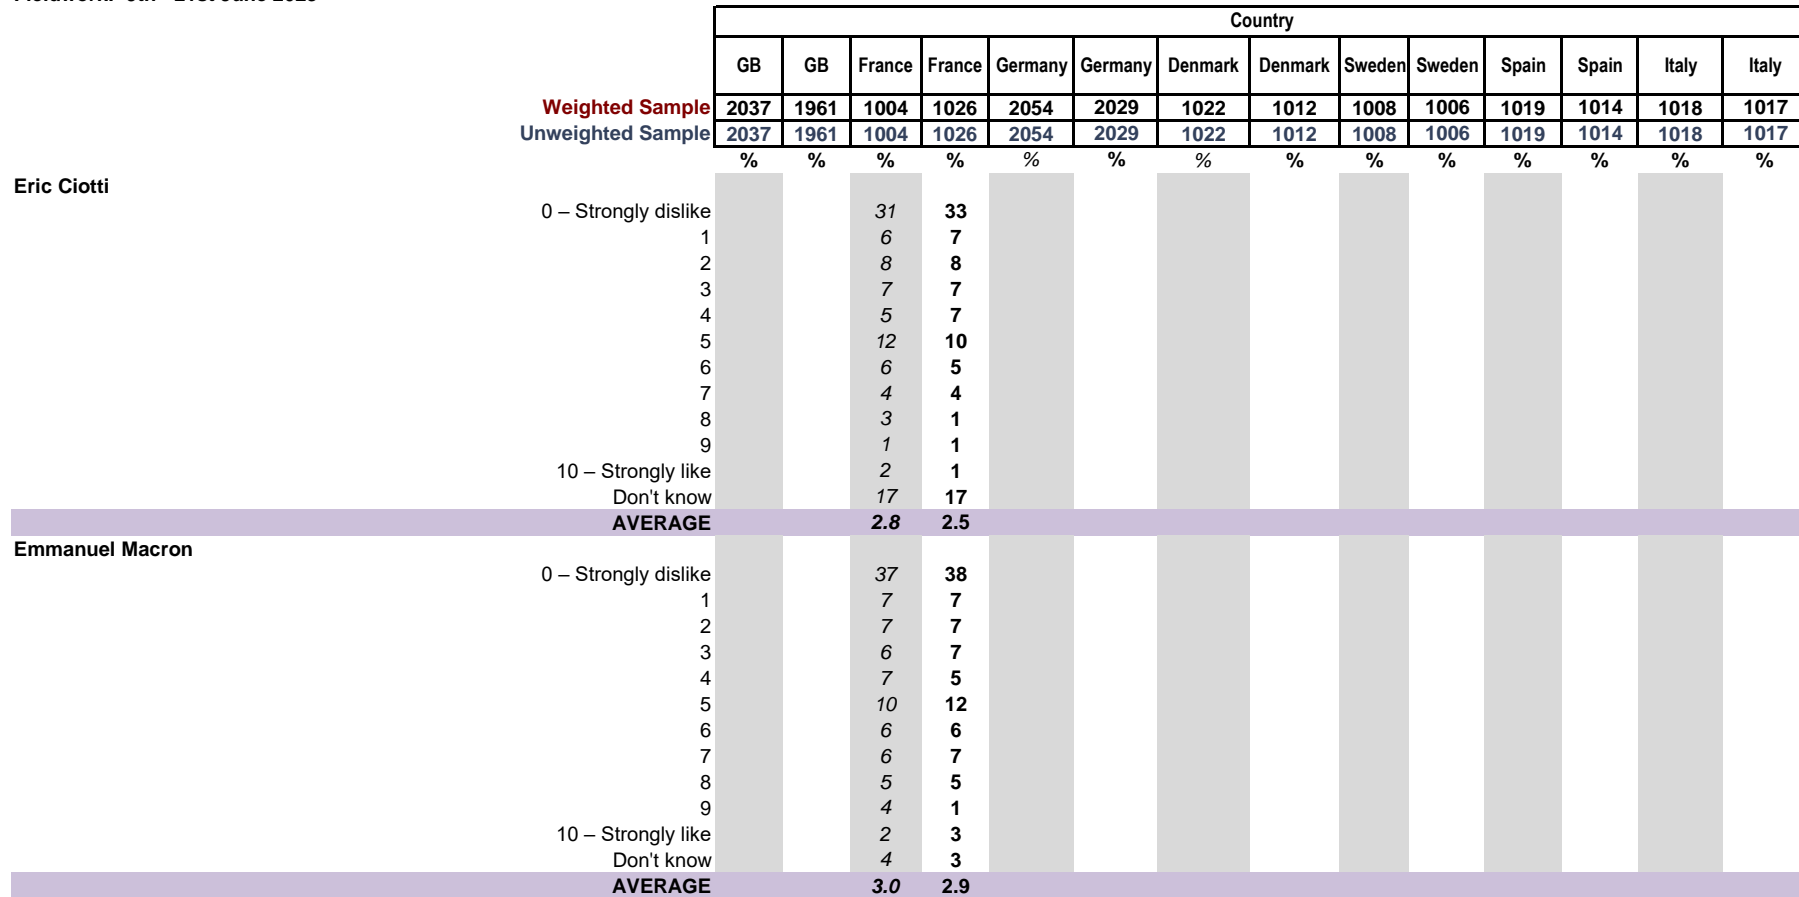 Country
GB GB France France Germany Germany Denmark Denmark Sweden Sweden Spain Spain Italy Italy
Weighted Sample 2037 1961 1004 1026 2054 2029 1022 1012 1008 1006 1019 1014 1018 1017
Unweighted Sample 2037 1961 1004 1026 2054 2029 1022 1012 1008 1006 1019 1014 1018 1017
% % % % % % % % % % % % % %
Eric Ciotti
0 – Strongly dislike 31 33
1 6 7
2 8 8
3 7 7
4 5 7
5 12 10
6 6 5
7 4 4
8 3 1
9 1 1
10 – Strongly like 2 1
Don't know 17 17
AVERAGE 2.8 2.5
Emmanuel Macron
0 – Strongly dislike 37 38
1 7 7
2 7 7
3 6 7
4 7 5
5 10 12
6 6 6
7 6 7
8 5 5
9 4 1
10 – Strongly like 2 3
Don't know 4 3
AVERAGE 3.0 2.9